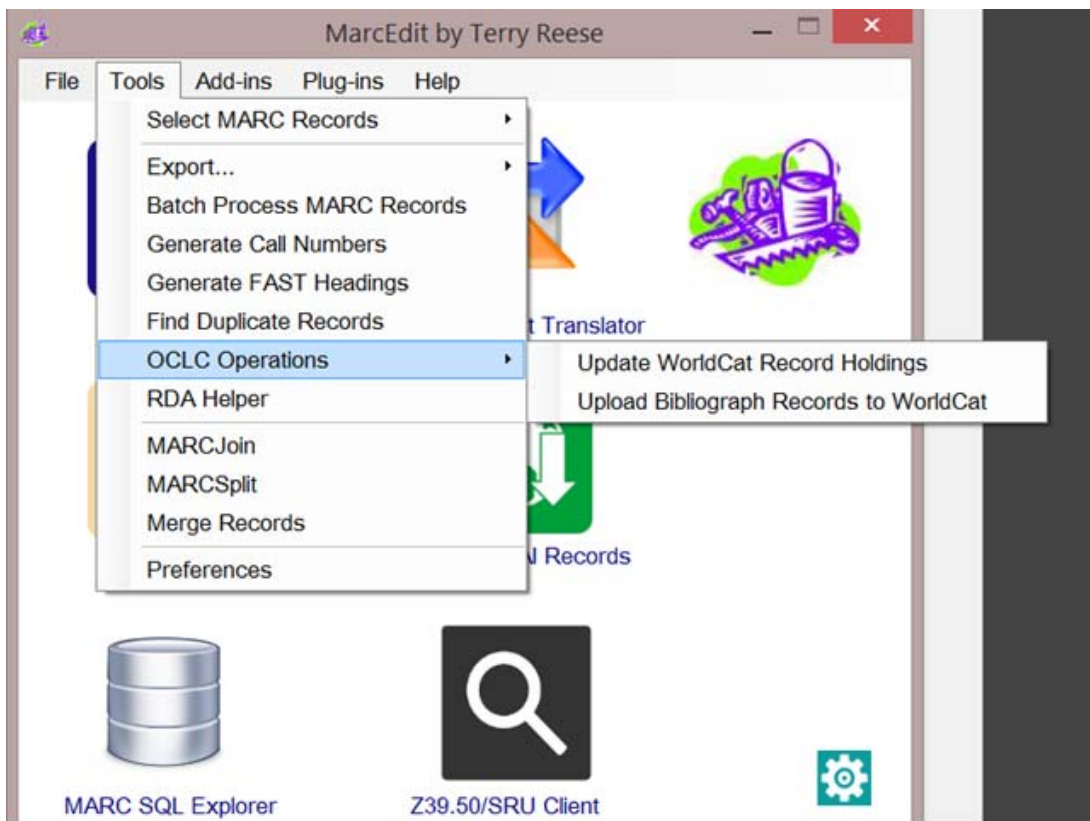 MarcEdit by Terry Reese
File Tools Add-ins Plug-ins Help
Select MARC Records
Export...
Batch Process MARC Records
Generate Call Numbers
Generate FAST Headings
Find Duplicate Records
t Translator
OCLC Operations
Update WorldCat Record Holdings
Upload Bibliograph Records to WorldCat
RDA Helper
MARCJoin
MARCSplit
Merge Records
Records
Preferences
MARC SQL Explorer
Z39.50/SRU Client